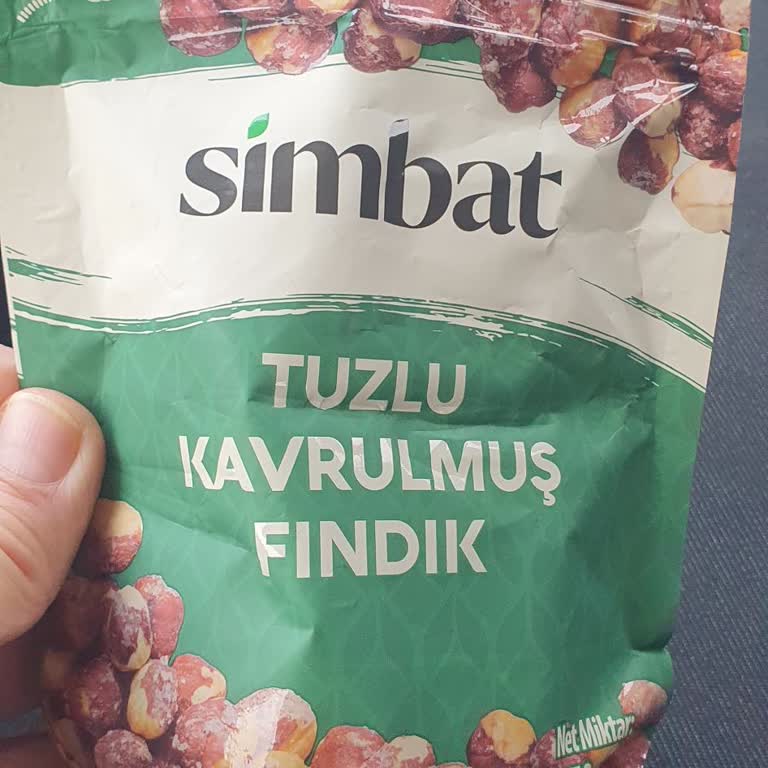 simbat
TUZLU
KAVRULMUŞ
FINDIK
Net Miktar